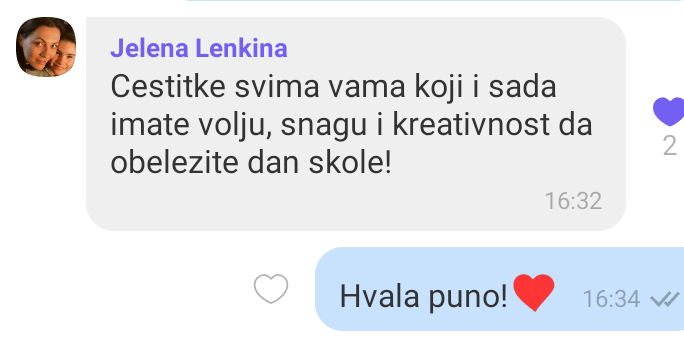 Jelena Lenkina
Cestitke svima vama koji i sada
imate volju, snagu i kreativnost da
obelezite dan skole!
16:32
2
Hvala puno!❤️
16:34